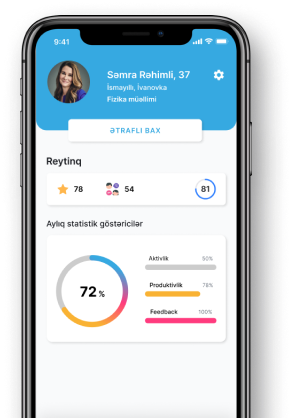 9:41
Səmra Rəhimli, 37
İsmayıllı, İvanovka
Fizika müəllimi
ƏTRAFLI BAX
Reytinq
78 54 81
Aylıq statistik göstəricilər
Aktivlik 50%
72% Produktivlik 78%
Feedback 100%